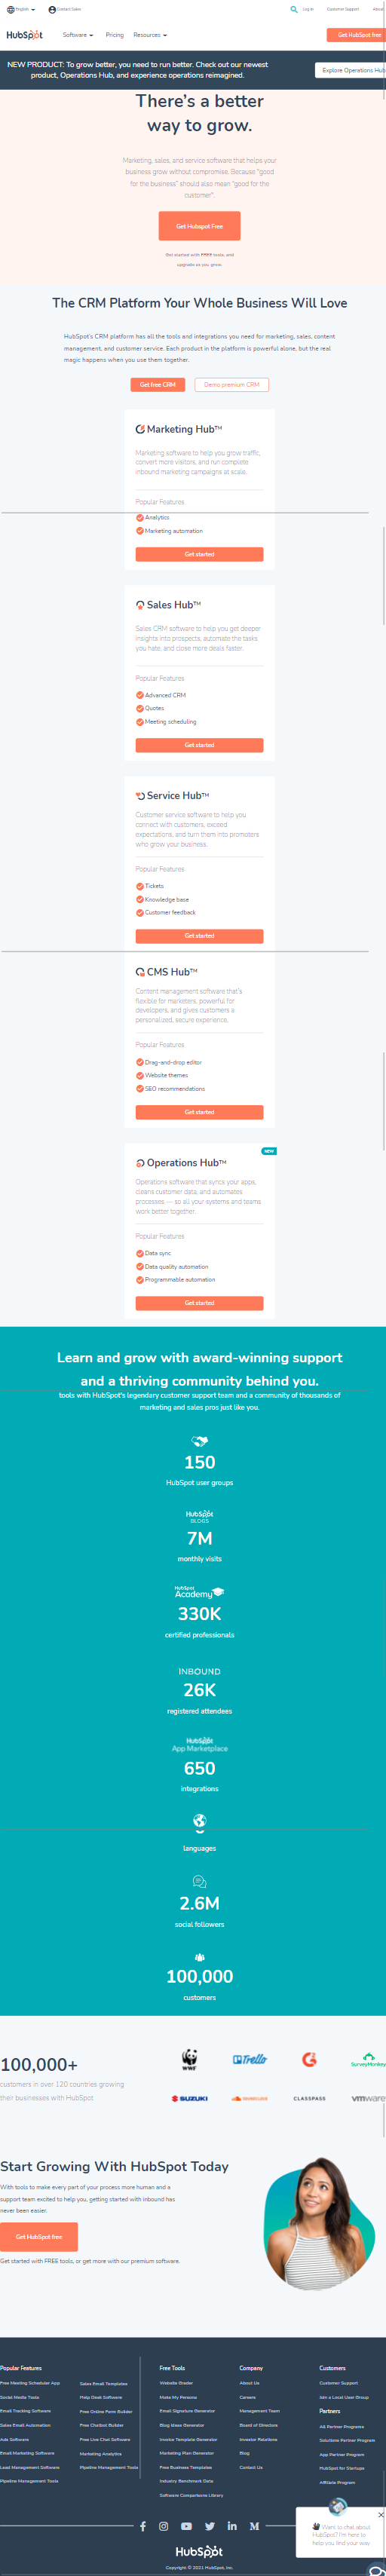 English
Contact Sales
Log in
Customer Support
About
HubSpot
Software
Pricing
Resources
Get HubSpot free
NEW PRODUCT: To grow better, you need to run better. Check out our newest
product, Operations Hub, and experience operations reimagined.
Explore Operations Hub
There's a better
way to grow.
Marketing, sales, and service software that helps your
business grow without compromise. Because "good
for the business" should also mean "good for the
customer".
Get Hubspot Free
Get started with FREE tools, and
upgrade as you grow.
The CRM Platform Your Whole Business Will Love
HubSpot's CRM platform has all the tools and integrations you need for marketing, sales, content
management, and customer service. Each product in the platform is powerful alone, but the real
magic happens when you use them together.
Get free CRM
Demo premium CRM
Marketing Hub™
Marketing software to help you grow traffic,
convert more visitors, and run complete
inbound marketing campaigns at scale.
Popular Features
Analytics
Marketing automation
Get started
Sales Hub™
Sales CRM software to help you get deeper
insights into prospects, automate the tasks
you hate, and close more deals faster.
Popular Features
Advanced CRM
Quotes
Meeting scheduling
Get started
Service Hub™
Customer service software to help you
connect with customers, exceed
expectations, and turn them into promoters
who grow your business.
Popular Features
Tickets
Knowledge base
Customer feedback
Get started
CMS Hub™
Content management software that's
flexible for marketers, powerful for
developers, and gives customers a
personalized, secure experience.
Popular Features
Drag-and-drop editor
Website themes
SEO recommendations
Get started
NEW
Operations Hub™
Operations software that syncs your apps,
cleans customer data, and automates
processes — so all your systems and teams
work better together.
Popular Features
Data sync
Data quality automation
Programmable automation
Get started
Learn and grow with award-winning support
and a thriving community behind you.
tools with HubSpot's legendary customer support team and a community of thousands of
marketing and sales pros just like you.
150
HubSpot user groups
HubSpot
BLOGS
7M
monthly visits
HubSpot
Academy
330K
certified professionals
INBOUND
26K
registered attendees
HubSpot
App Marketplace
650
integrations
languages
2.6M
social followers
100,000
customers
100,000+
customers in over 120 countries growing
their businesses with HubSpot
WWF
Trello
SurveyMonkey
SUZUKI
SOUNDCLOUD
CLASSPASS
vmware
Start Growing With HubSpot Today
With tools to make every part of your process more human and a
support team excited to help you, getting started with inbound has
never been easier.
Get HubSpot free
Get started with FREE tools, or get more with our premium software.
Popular Features
Free Meeting Scheduler App
Social Media Tools
Email Tracking Software
Sales Email Automation
Ads Software
Email Marketing Software
Lead Management Software
Pipeline Management Tools
Sales Email Templates
Help Desk Software
Free Online Form Builder
Free Chatbot Builder
Free Live Chat Software
Marketing Analytics
Pipeline Management Tools
Free Tools
Website Grader
Make My Persona
Email Signature Generator
Blog Ideas Generator
Invoice Template Generator
Marketing Plan Generator
Free Business Templates
Industry Benchmark Data
Software Comparisons Library
Company
About Us
Careers
Management Team
Board of Directors
Investor Relations
Blog
Contact Us
Customers
Customer Support
Join a Local User Group
Partners
All Partner Programs
Solutions Partner Program
App Partner Program
HubSpot for Startups
Affiliate Program
Want to chat about
HubSpot? I'm here to
help you find your way
HubSpot
Copyright © 2021 HubSpot, Inc.